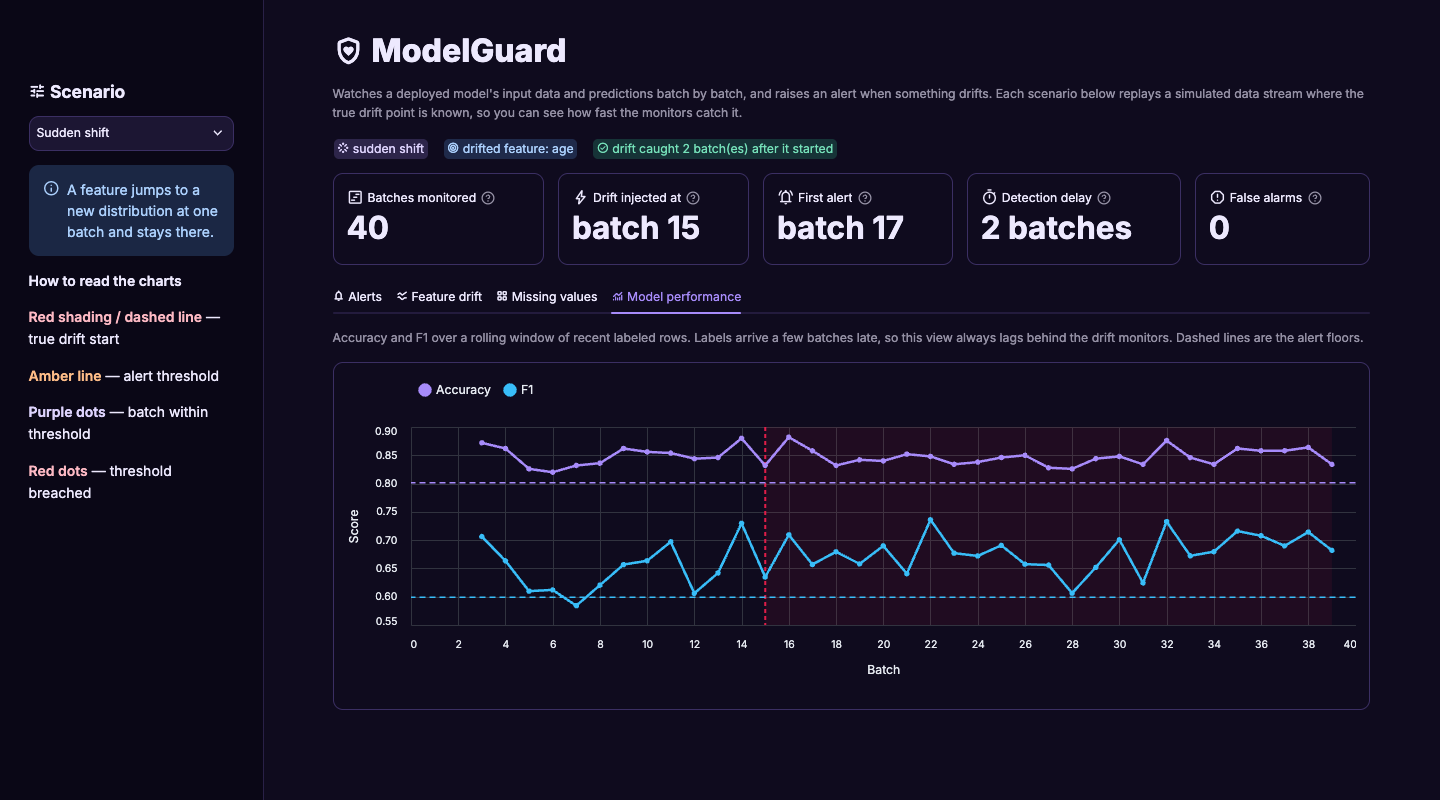 Scenario
Sudden shift
A feature jumps to a
new distribution at one
batch and stays there.
How to read the charts
Red shading / dashed line —
true drift start
Amber line — alert threshold
Purple dots — batch within
threshold
Red dots — threshold
breached
ModelGuard
Watches a deployed model's input data and predictions batch by batch, and raises an alert when something drifts. Each scenario below replays a simulated data stream where the
true drift point is known, so you can see how fast the monitors catch it.
sudden shift drifted feature: age drift caught 2 batch(es) after it started
Batches monitored
40
Drift injected at
batch 15
First alert
batch 17
Detection delay
2 batches
False alarms
0
Alerts Feature drift Missing values Model performance
Accuracy and F1 over a rolling window of recent labeled rows. Labels arrive a few batches late, so this view always lags behind the drift monitors. Dashed lines are the alert floors.
Accuracy F1
0.90
0.85
0.80
0.75
0.70
0.65
0.60
0.55
Score
0 2 4 6 8 10 12 14 16 18 20 22 24 26 28 30 32 34 36 38 40
Batch